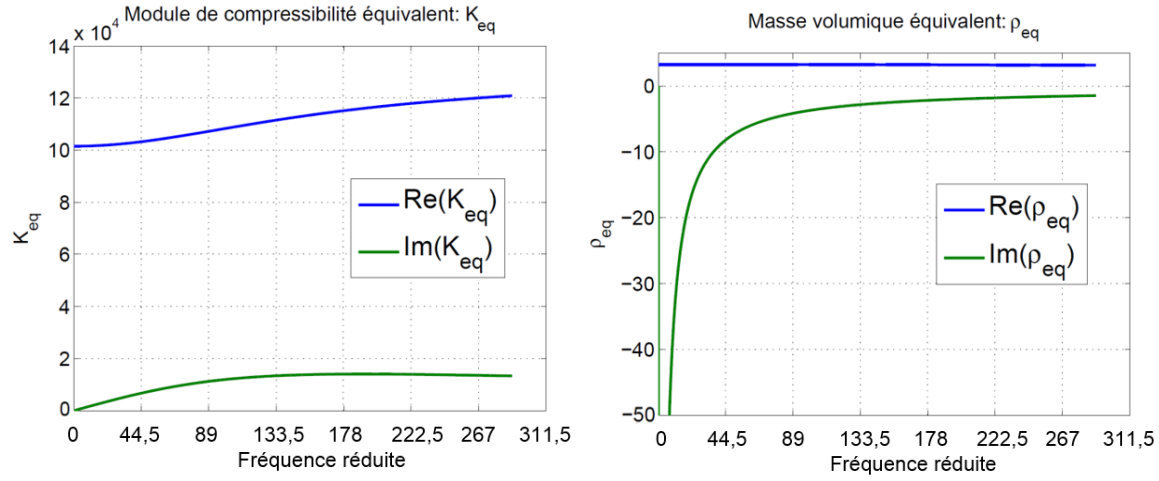 Module de compressibilité équivalent: K_eq
x 10^4
14
12
10
8
6
4
2
0
K_eq
Re(K_eq)
Im(K_eq)
0 44,5 89 133,5 178 222,5 267 311,5
Fréquence réduite
Masse volumique équivalent: ρ_eq
0
−10
−20
−30
−40
−50
ρ_eq
Re(ρ_eq)
Im(ρ_eq)
0 44,5 89 133,5 178 222,5 267 311,5
Fréquence réduite